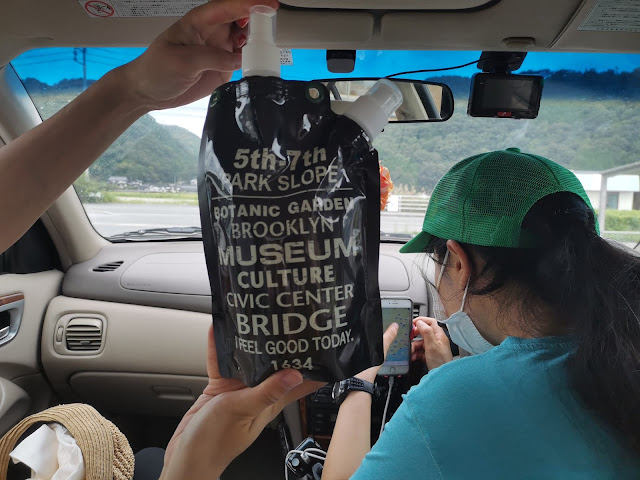 5th-7th
PARK SLOPE
BOTANIC GARDEN
BROOKLYN
MUSEUM
CULTURE
CIVIC CENTER
BRIDGE
I FEEL GOOD TODAY.
1634